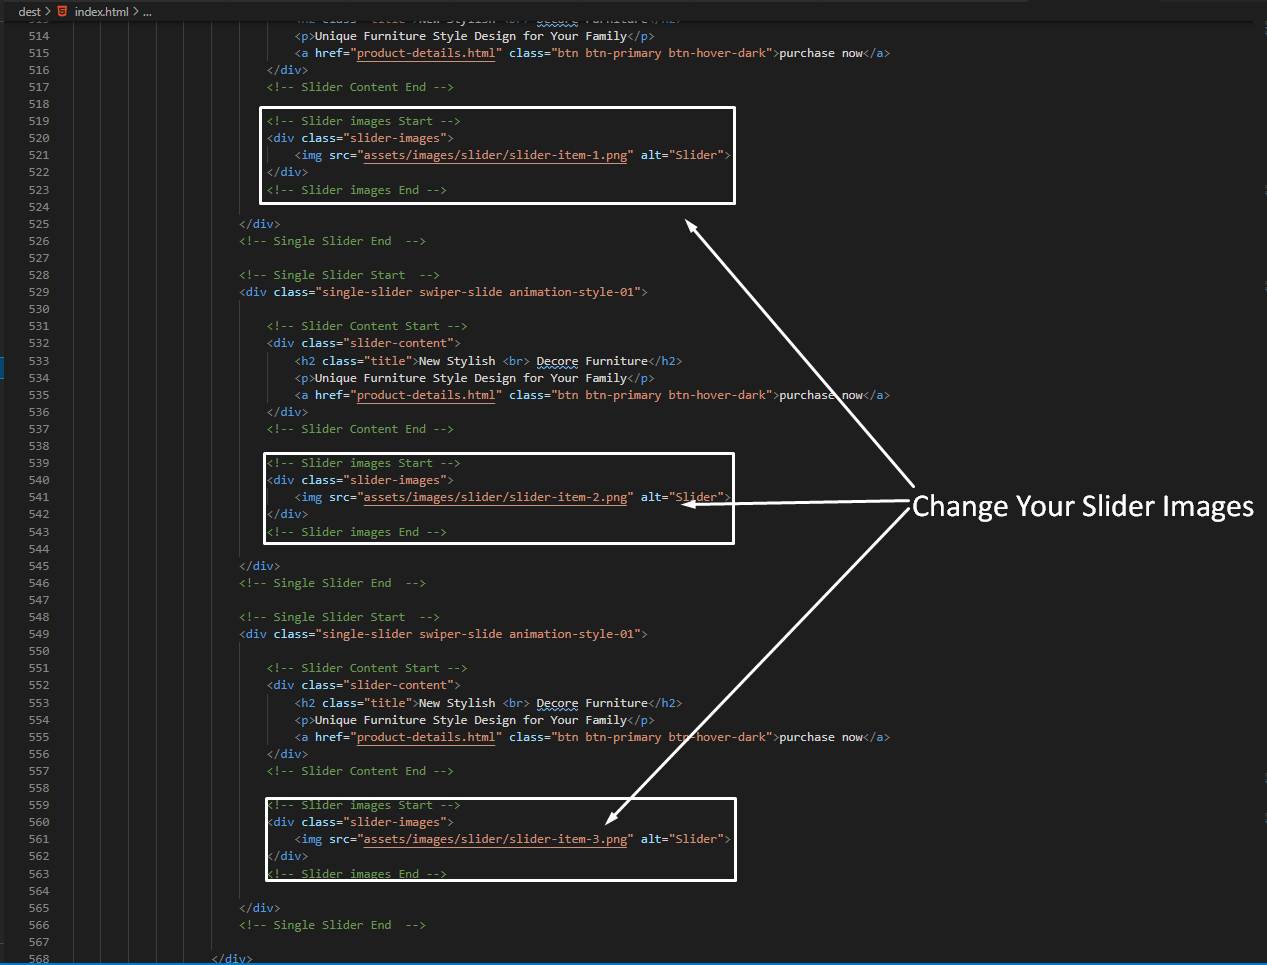 dest > index.html > ...
513 <h2 class="title">New Stylish <br> Decore Furniture</h2>
514 <p>Unique Furniture Style Design for Your Family</p>
515 <a href="product-details.html" class="btn btn-primary btn-hover-dark">purchase now</a>
516 </div>
517 <!-- Slider Content End -->
518
519 <!-- Slider images Start -->
520 <div class="slider-images">
521 <img src="assets/images/slider/slider-item-1.png" alt="Slider">
522 </div>
523 <!-- Slider images End -->
524
525 </div>
526 <!-- Single Slider End  -->
527
528 <!-- Single Slider Start  -->
529 <div class="single-slider swiper-slide animation-style-01">
530
531 <!-- Slider Content Start -->
532 <div class="slider-content">
533 <h2 class="title">New Stylish <br> Decore Furniture</h2>
534 <p>Unique Furniture Style Design for Your Family</p>
535 <a href="product-details.html" class="btn btn-primary btn-hover-dark">purchase now</a>
536 </div>
537 <!-- Slider Content End -->
538
539 <!-- Slider images Start -->
540 <div class="slider-images">
541 <img src="assets/images/slider/slider-item-2.png" alt="Slider">
542 </div>
543 <!-- Slider images End -->
544
545 </div>
546 <!-- Single Slider End  -->
547
548 <!-- Single Slider Start  -->
549 <div class="single-slider swiper-slide animation-style-01">
550
551 <!-- Slider Content Start -->
552 <div class="slider-content">
553 <h2 class="title">New Stylish <br> Decore Furniture</h2>
554 <p>Unique Furniture Style Design for Your Family</p>
555 <a href="product-details.html" class="btn btn-primary btn-hover-dark">purchase now</a>
556 </div>
557 <!-- Slider Content End -->
558
559 <!-- Slider images Start -->
560 <div class="slider-images">
561 <img src="assets/images/slider/slider-item-3.png" alt="Slider">
562 </div>
563 <!-- Slider images End -->
564
565 </div>
566 <!-- Single Slider End  -->
567
568 </div>
Change Your Slider Images